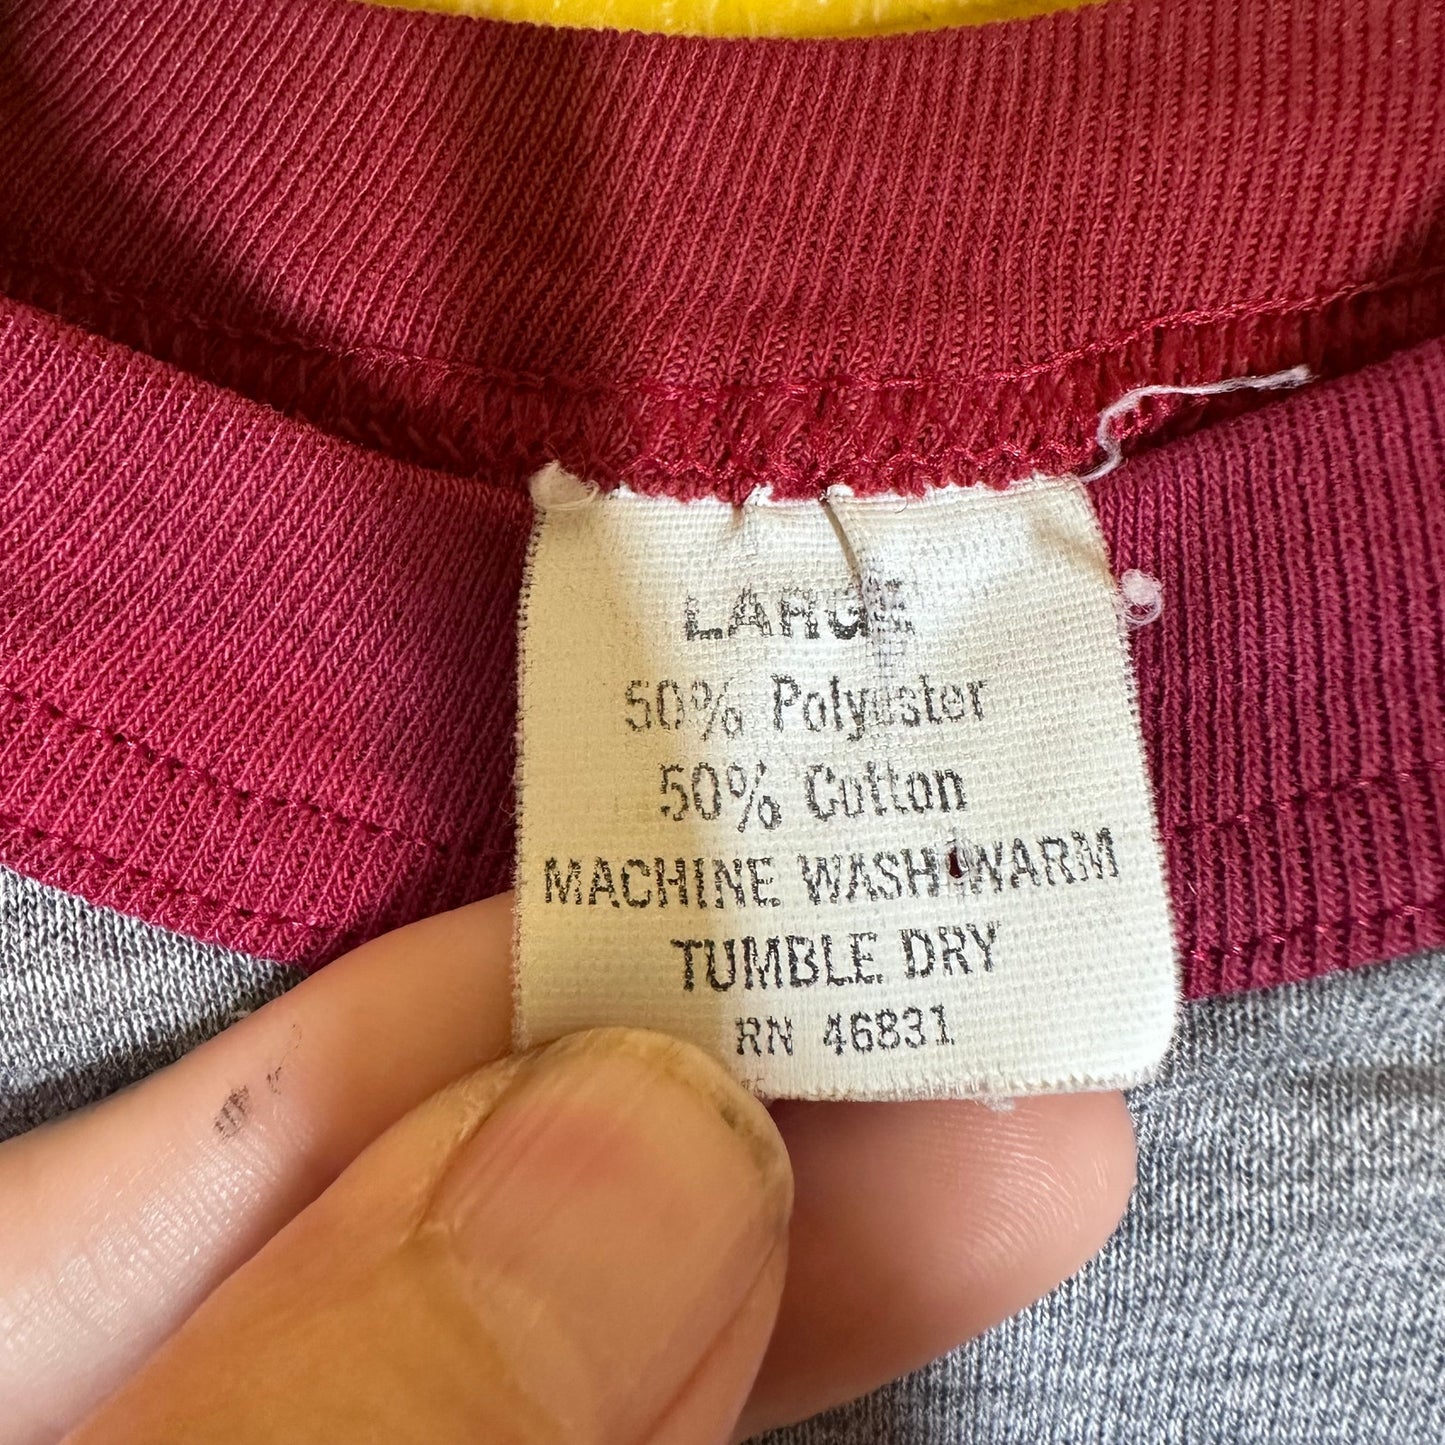 LARGE
50% Polyester
50% Cotton
MACHINE WASH WARM
TUMBLE DRY
RN 46831